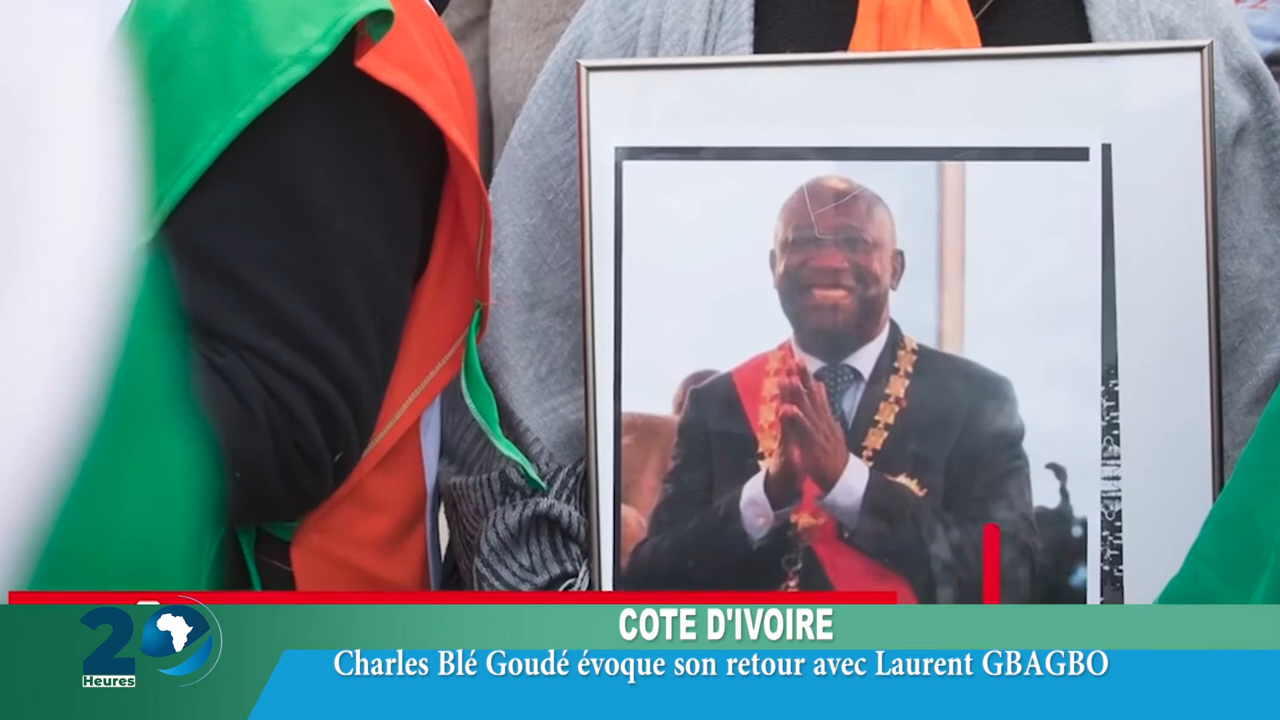 COTE D'IVOIRE
20
Heures
Charles Blé Goudé évoque son retour avec Laurent GBAGBO